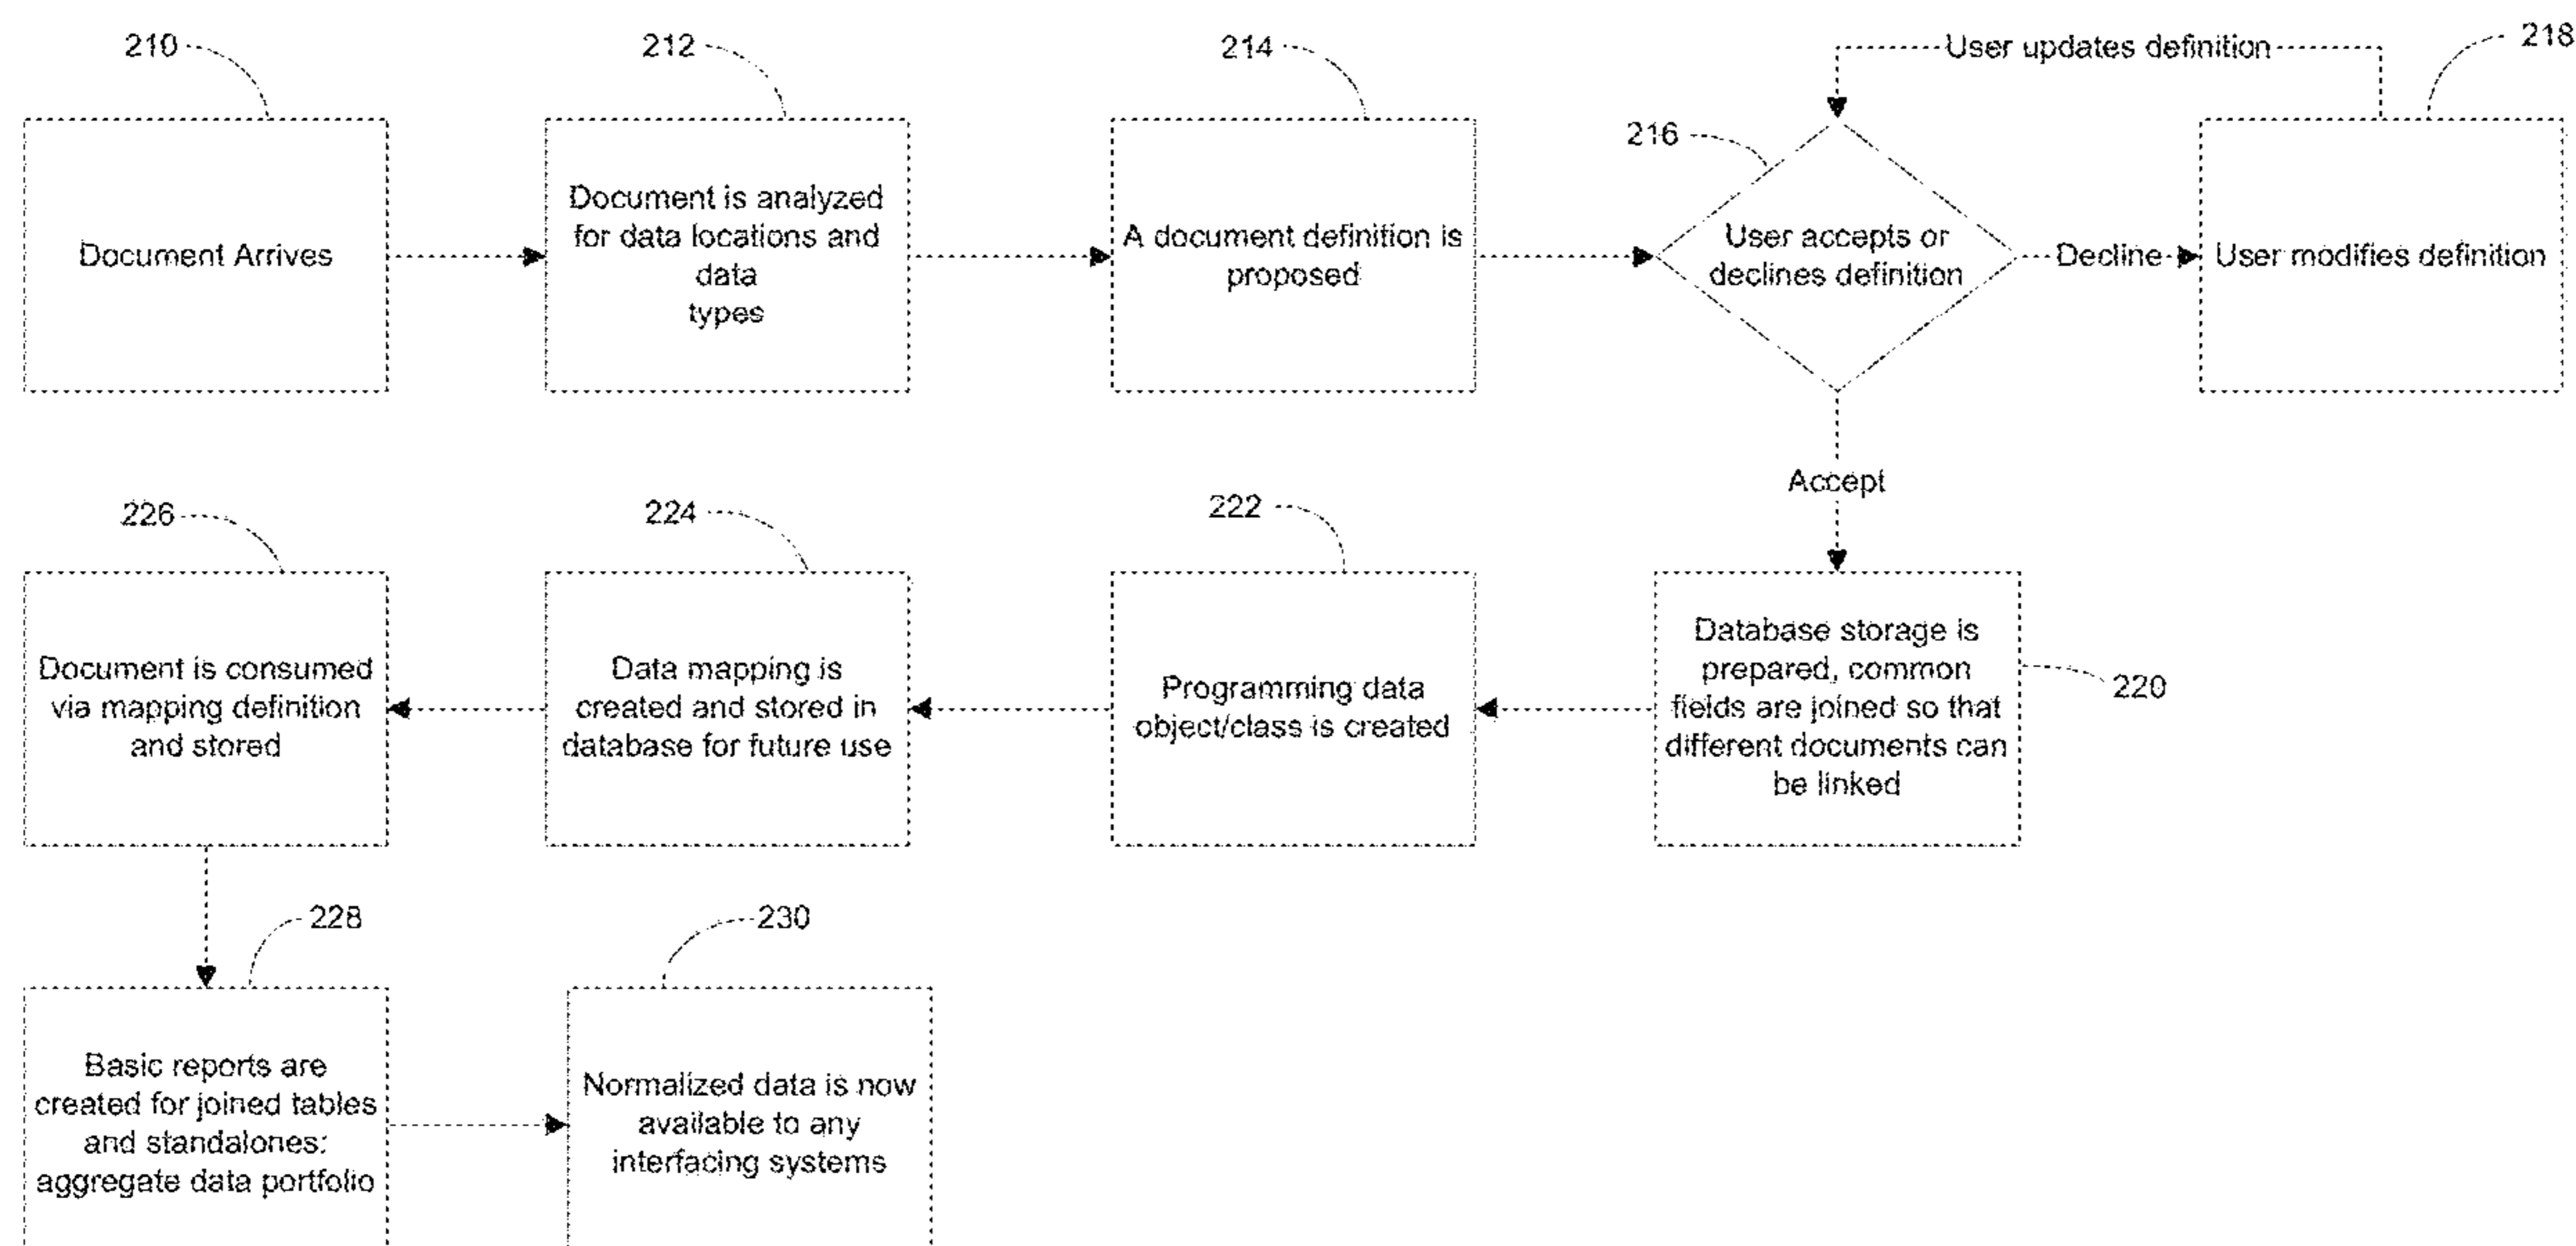 210
212
214
User updates definition
218
216
Document Arrives
Document is analyzed
for data locations and
data
types
A document definition is
proposed
User accepts or
declines definition
Decline
User modifies definition
Accept
226
224
222
220
Document is consumed
via mapping definition
and stored
Data mapping is
created and stored in
database for future use
Programming data
object/class is created
Database storage is
prepared, common
fields are joined so that
different documents can
be linked
228
230
Basic reports are
created for joined tables
and standalones:
aggregate data portfolio
Normalized data is now
available to any
interfacing systems